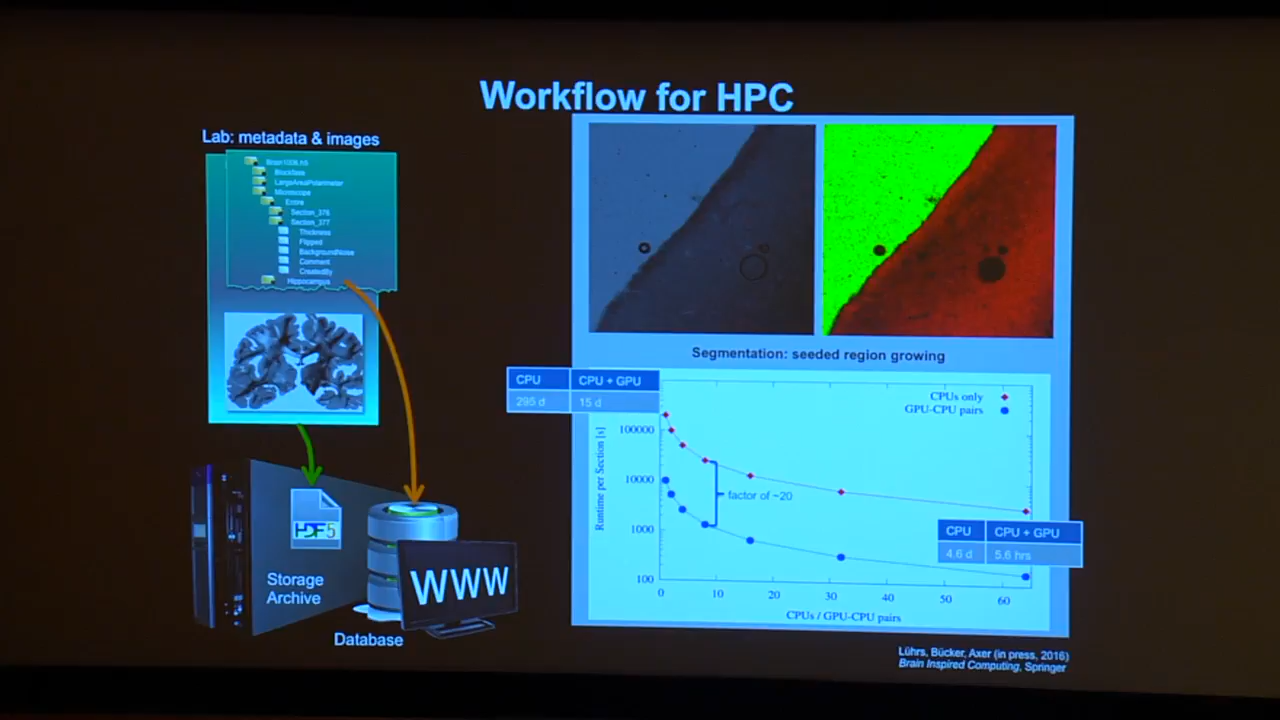 Workflow for HPC
Lab: metadata & images
BlockSess
LargeAreaPolarimeter
Microscope
Entire
Section_376
Section_377
Thickness
Flipped
BackgroundNoise
Comment
CreatedBy
Hippocampus
HDF5
Storage
Archive
Database
WWW
Segmentation: seeded region growing
CPU CPU + GPU
295 d 15 d
CPUs only
GPU-CPU pairs
Runtime per Section [s]
100000
10000
1000
100
factor of ~20
CPU CPU + GPU
4.6 d 5.6 hrs
0 10 20 30 40 50 60
CPUs / GPU-CPU pairs
Lührs, Bücker, Axer (in press, 2016)
Brain Inspired Computing, Springer